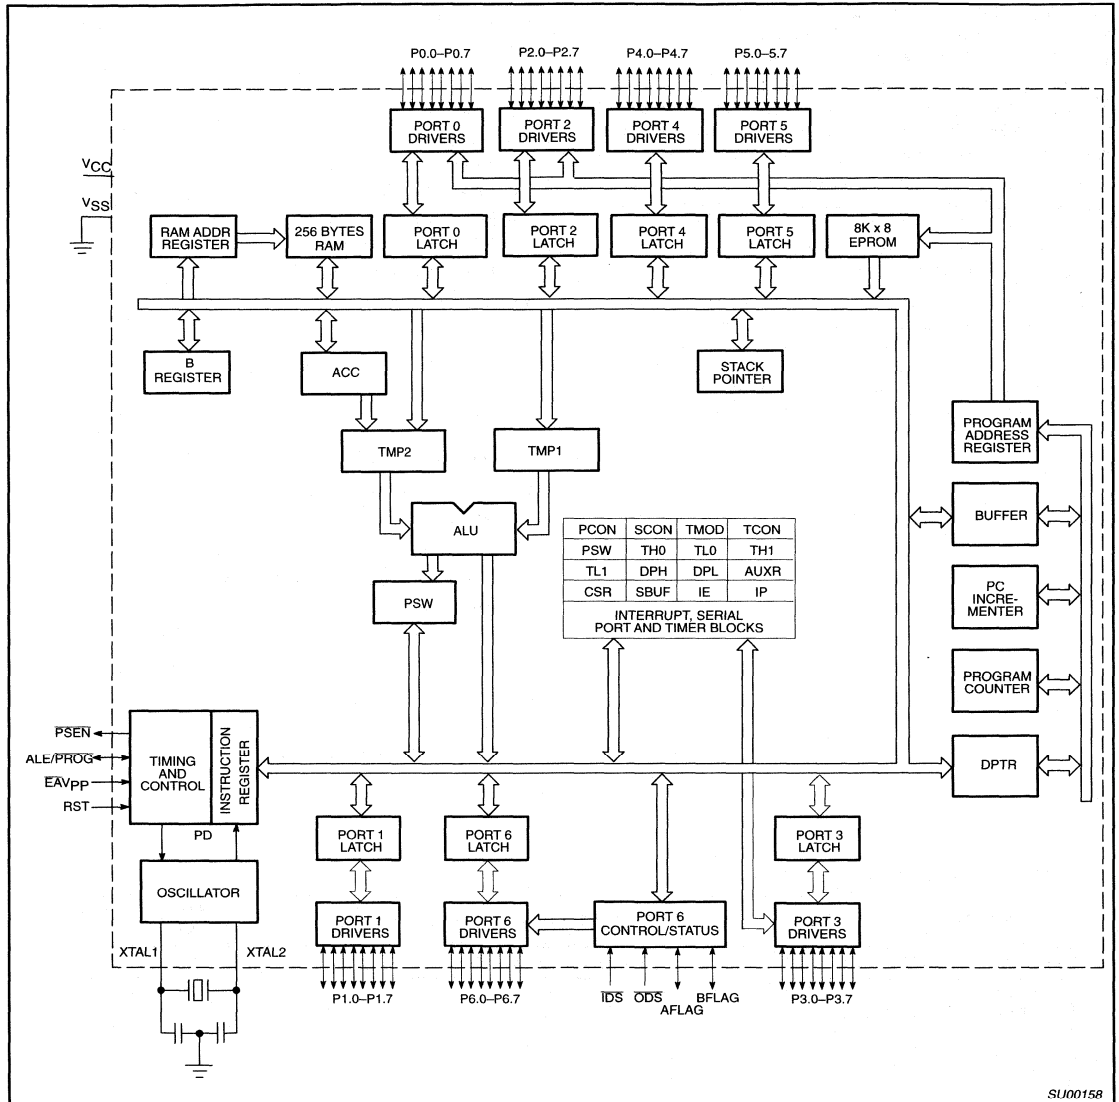 P0.0–P0.7 P2.0–P2.7 P4.0–P4.7 P5.0–5.7
PORT 0
DRIVERS
PORT 2
DRIVERS
PORT 4
DRIVERS
PORT 5
DRIVERS
VCC
VSS
RAM ADDR
REGISTER
256 BYTES
RAM
PORT 0
LATCH
PORT 2
LATCH
PORT 4
LATCH
PORT 5
LATCH
8K x 8
EPROM
B
REGISTER
ACC
STACK
POINTER
PROGRAM
ADDRESS
REGISTER
TMP2
TMP1
BUFFER
ALU
PCON SCON TMOD TCON
PSW TH0 TL0 TH1
TL1 DPH DPL AUXR
CSR SBUF IE IP
INTERRUPT, SERIAL
PORT AND TIMER BLOCKS
PSW
PC
INCRE-
MENTER
PROGRAM
COUNTER
DPTR
PSEN
ALE/PROG
EAVPP
RST
TIMING
AND
CONTROL
INSTRUCTION
REGISTER
PD
OSCILLATOR
XTAL1
XTAL2
PORT 1
LATCH
PORT 6
LATCH
PORT 3
LATCH
PORT 1
DRIVERS
PORT 6
DRIVERS
PORT 6
CONTROL/STATUS
PORT 3
DRIVERS
P1.0–P1.7
P6.0–P6.7
IDS
ODS
AFLAG
BFLAG
P3.0–P3.7
SU00158